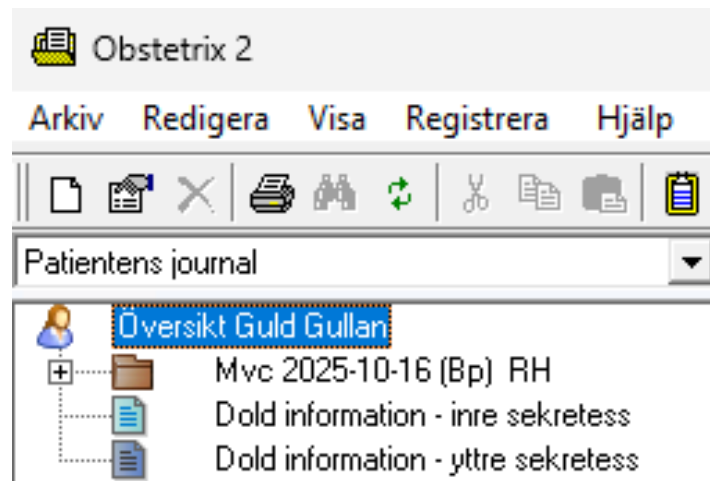 Obstetrix 2
Arkiv Redigera Visa Registrera Hjälp
Patientens journal
Översikt Guld Gullan
Mvc 2025-10-16 (Bp) RH
Dold information - inre sekretess
Dold information - yttre sekretess